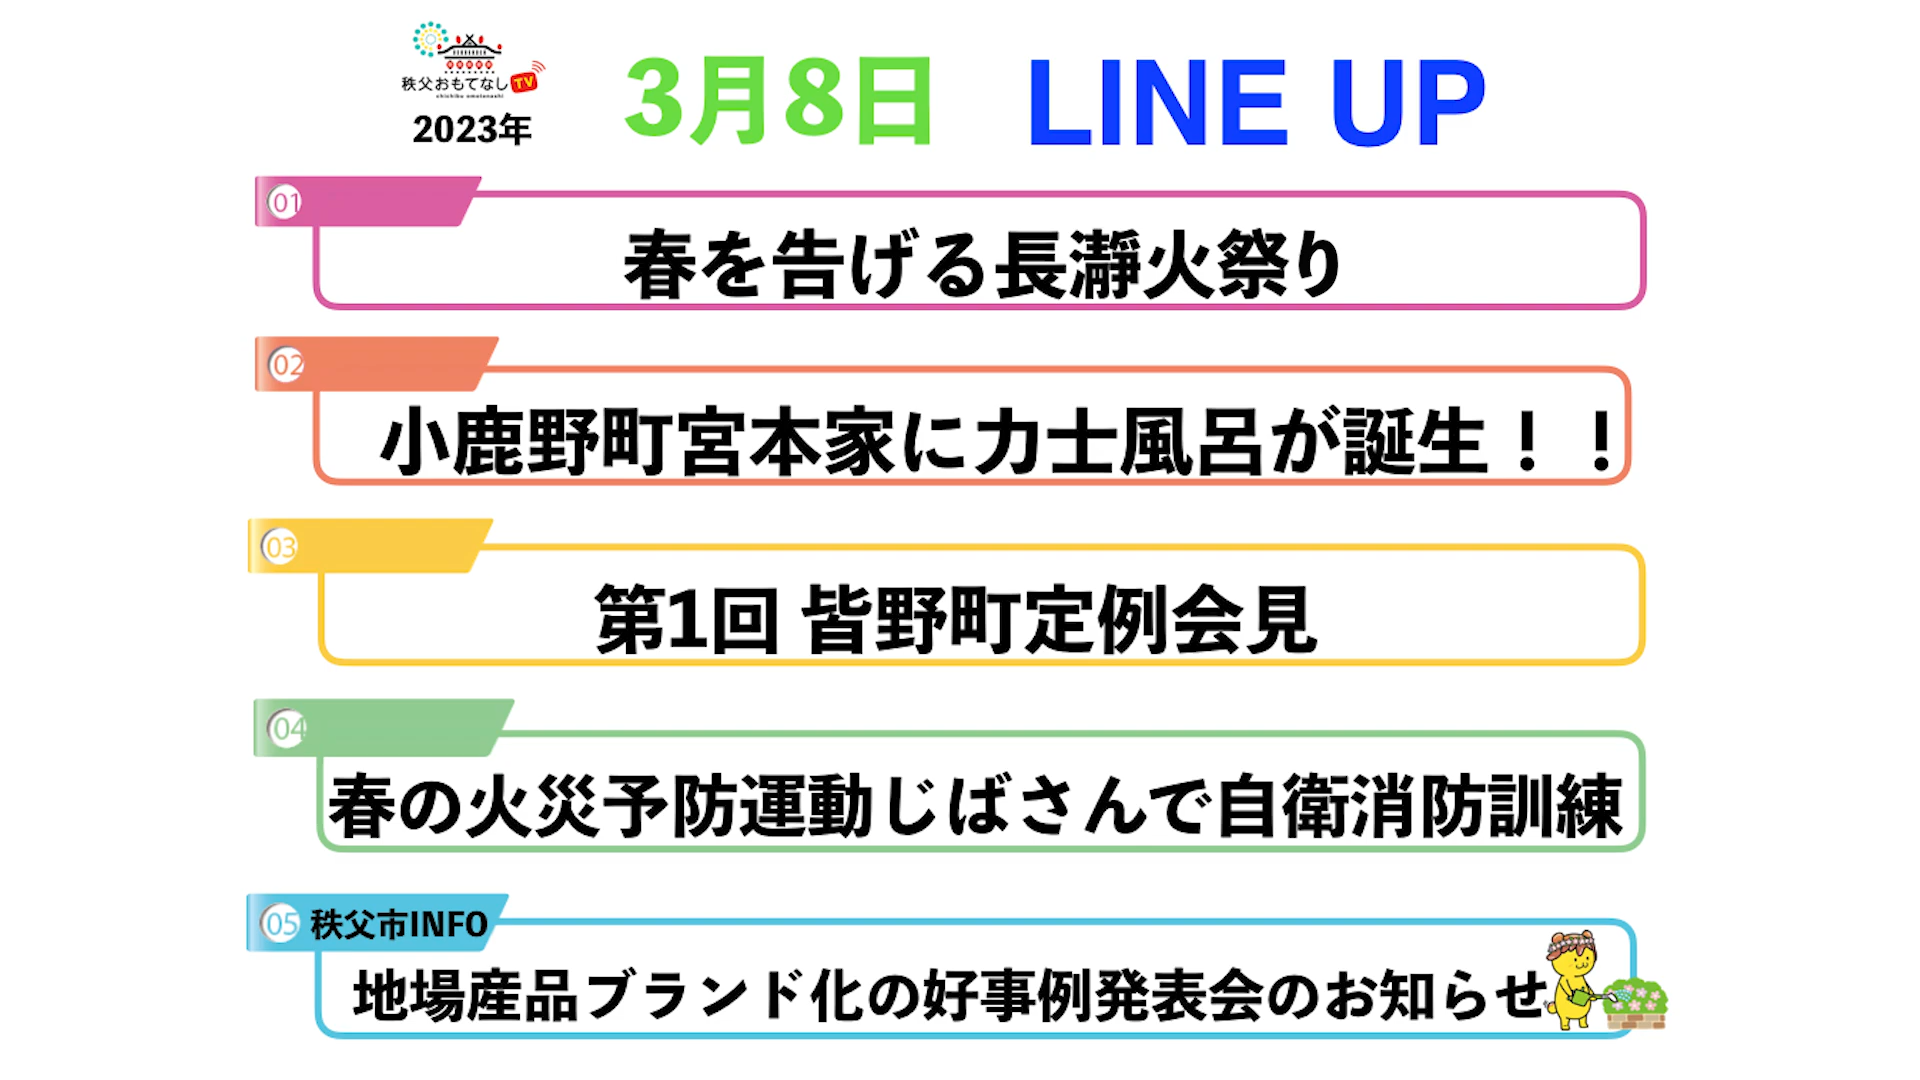 秩父おもてなしTV
chichibu omotenashi
2023年
3月8日 LINE UP
01
春を告げる長瀞火祭り
02
小鹿野町宮本家に力士風呂が誕生！！
03
第1回 皆野町定例会見
04
春の火災予防運動じばさんで自衛消防訓練
05 秩父市INFO
地場産品ブランド化の好事例発表会のお知らせ